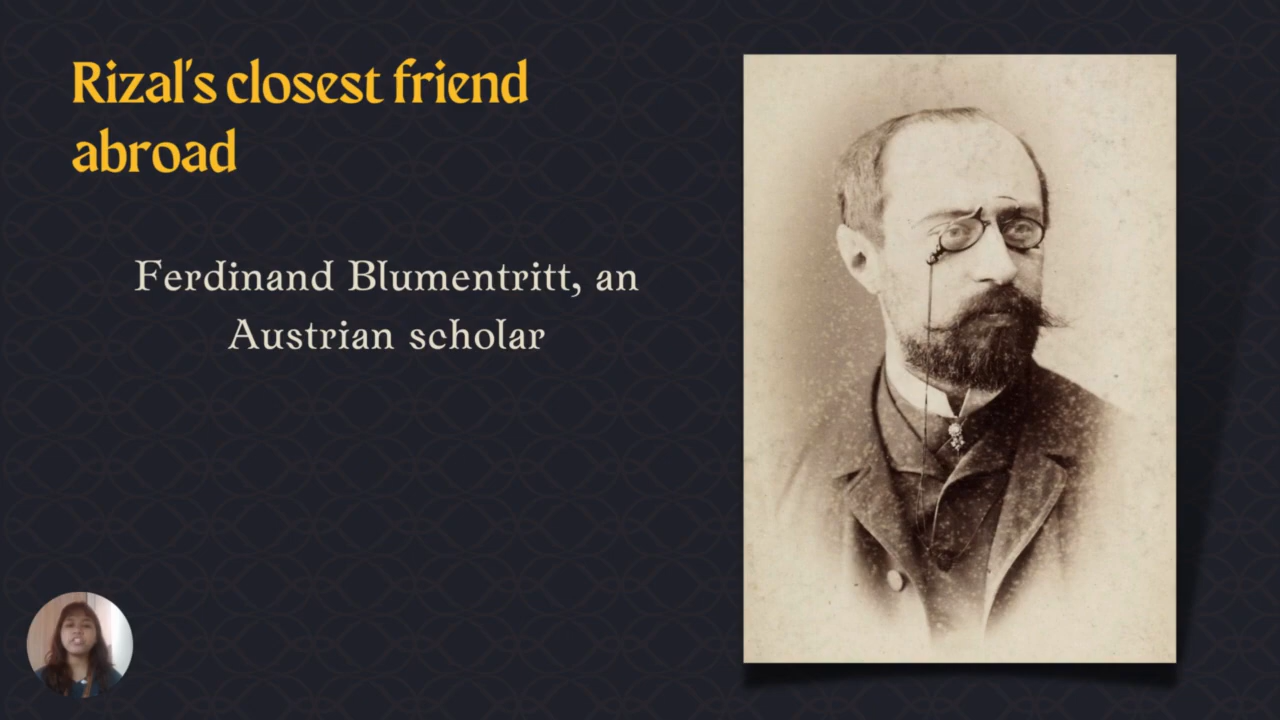 Rizal's closest friend
abroad
Ferdinand Blumentritt, an
Austrian scholar